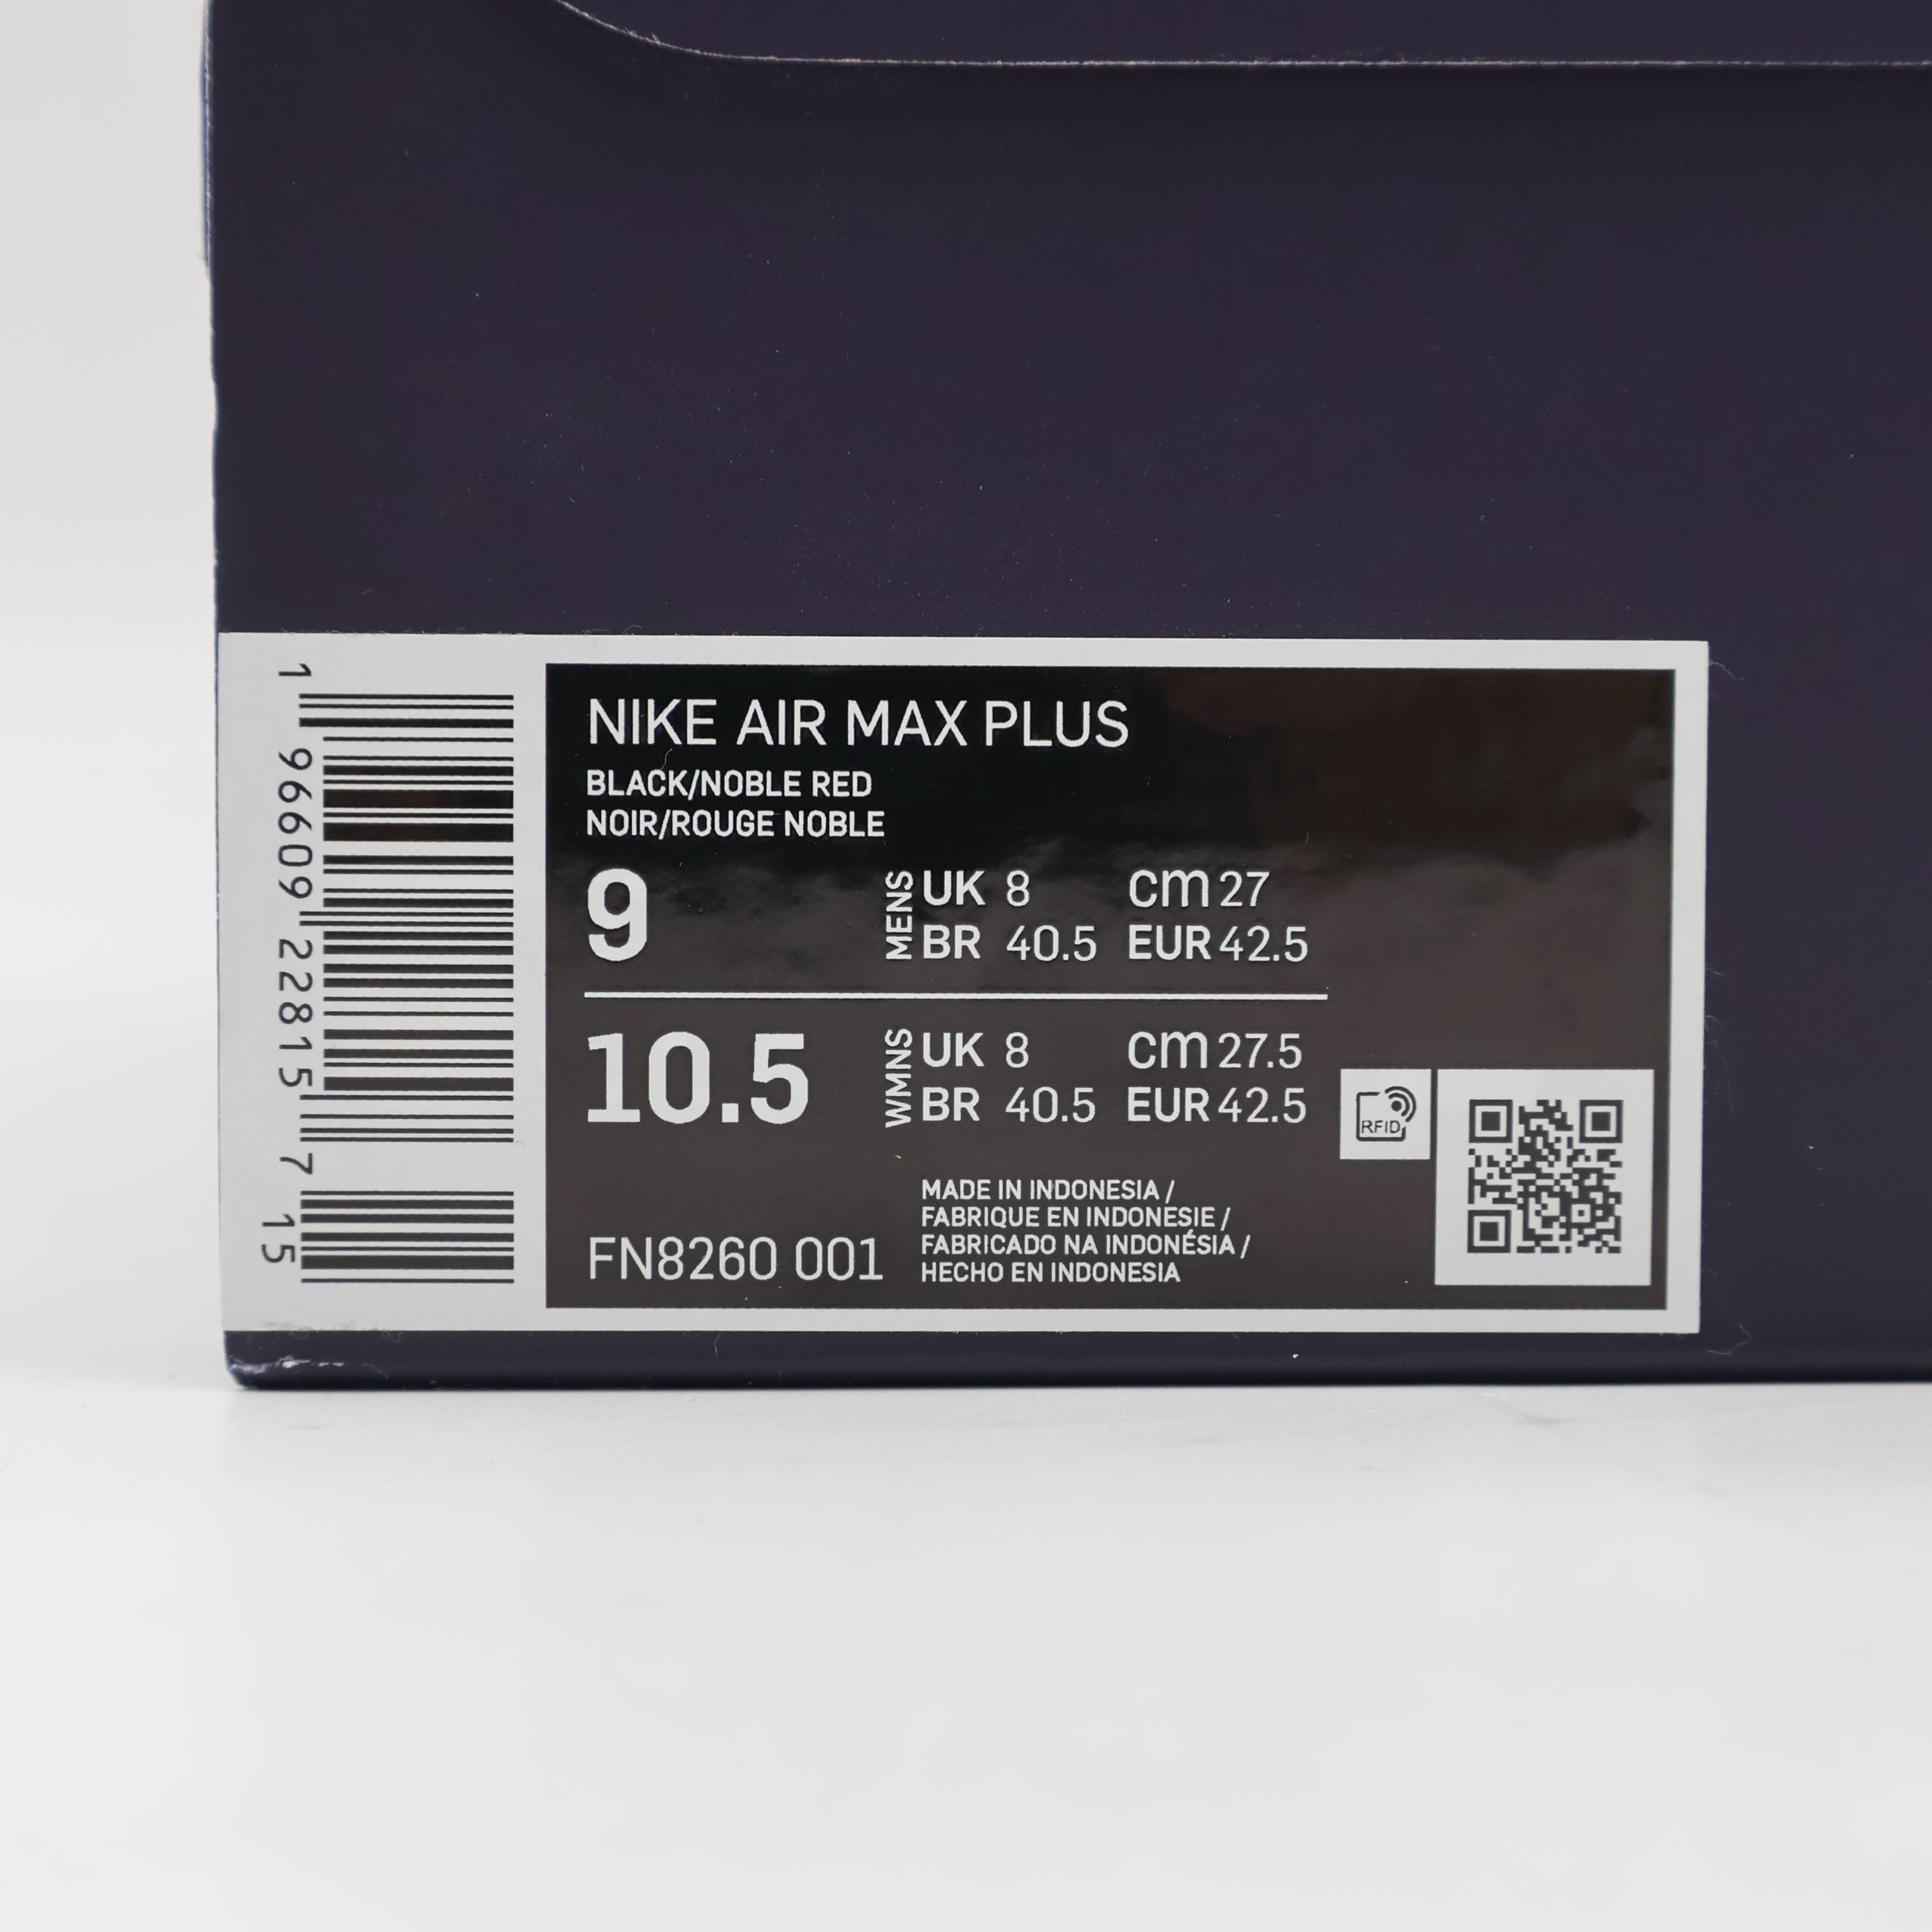 1 96609 22815 7 15
NIKE AIR MAX PLUS
BLACK/NOBLE RED
NOIR/ROUGE NOBLE
9 MENS UK 8 cm 27
BR 40.5 EUR 42.5
10.5 WMNS UK 8 cm 27.5
BR 40.5 EUR 42.5
RFID
MADE IN INDONESIA /
FABRIQUE EN INDONESIE /
FABRICADO NA INDONÉSIA /
HECHO EN INDONESIA
FN8260 001